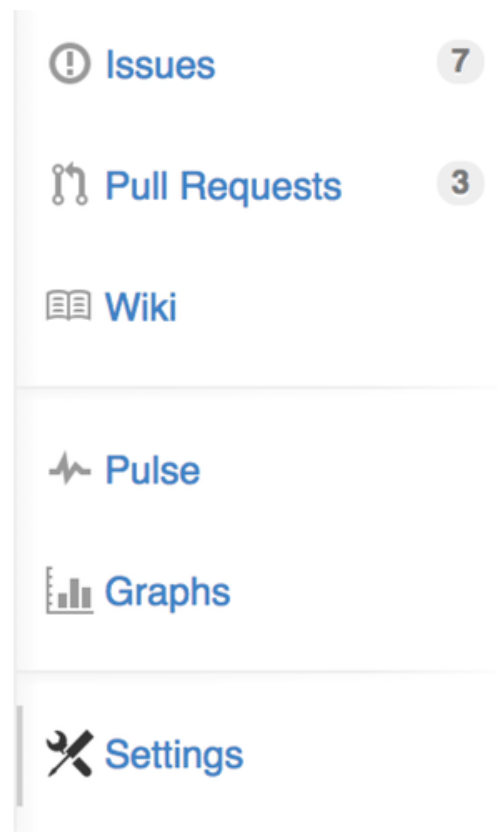 Issues 7
Pull Requests 3
Wiki
Pulse
Graphs
Settings